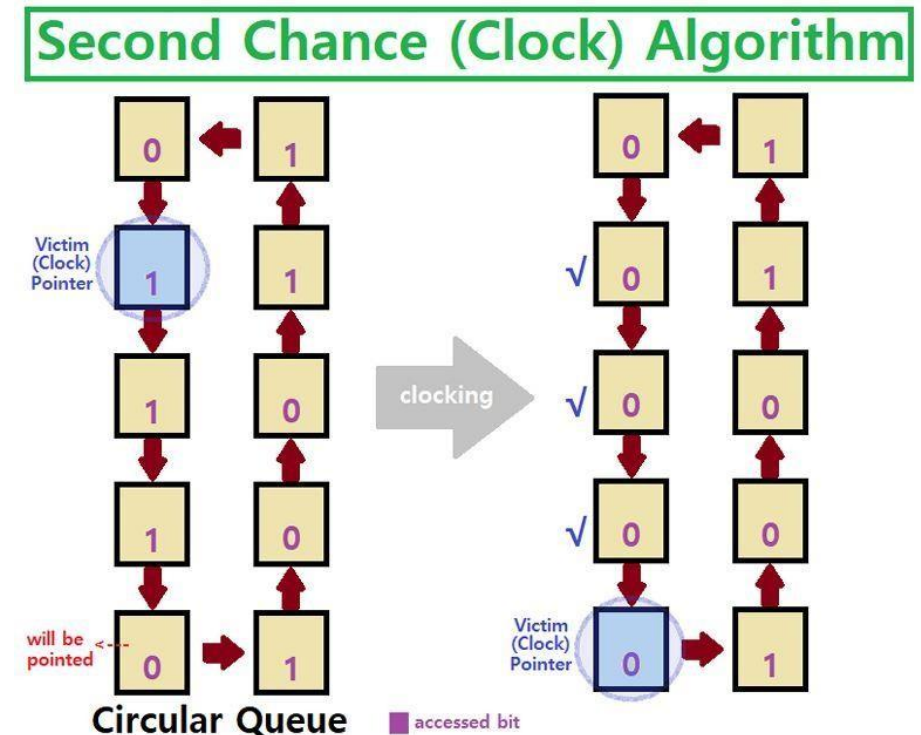 Second Chance (Clock) Algorithm
0 1 0 1
Victim
(Clock)
Pointer
1 1 √ 0 1
1 0 clocking √ 0 0
1 0 √ 0 0
will be
pointed
<---
0 1
Victim
(Clock)
Pointer
0 1
Circular Queue
accessed bit